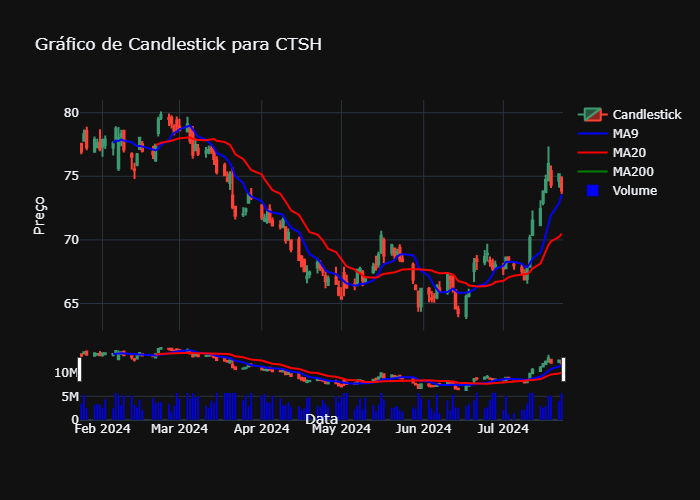 Gráfico de Candlestick para CTSH
80
75
70
65
Preço
Candlestick
MA9
MA20
MA200
Volume
10M
5M
0
Data
Feb 2024
Mar 2024
Apr 2024
May 2024
Jun 2024
Jul 2024